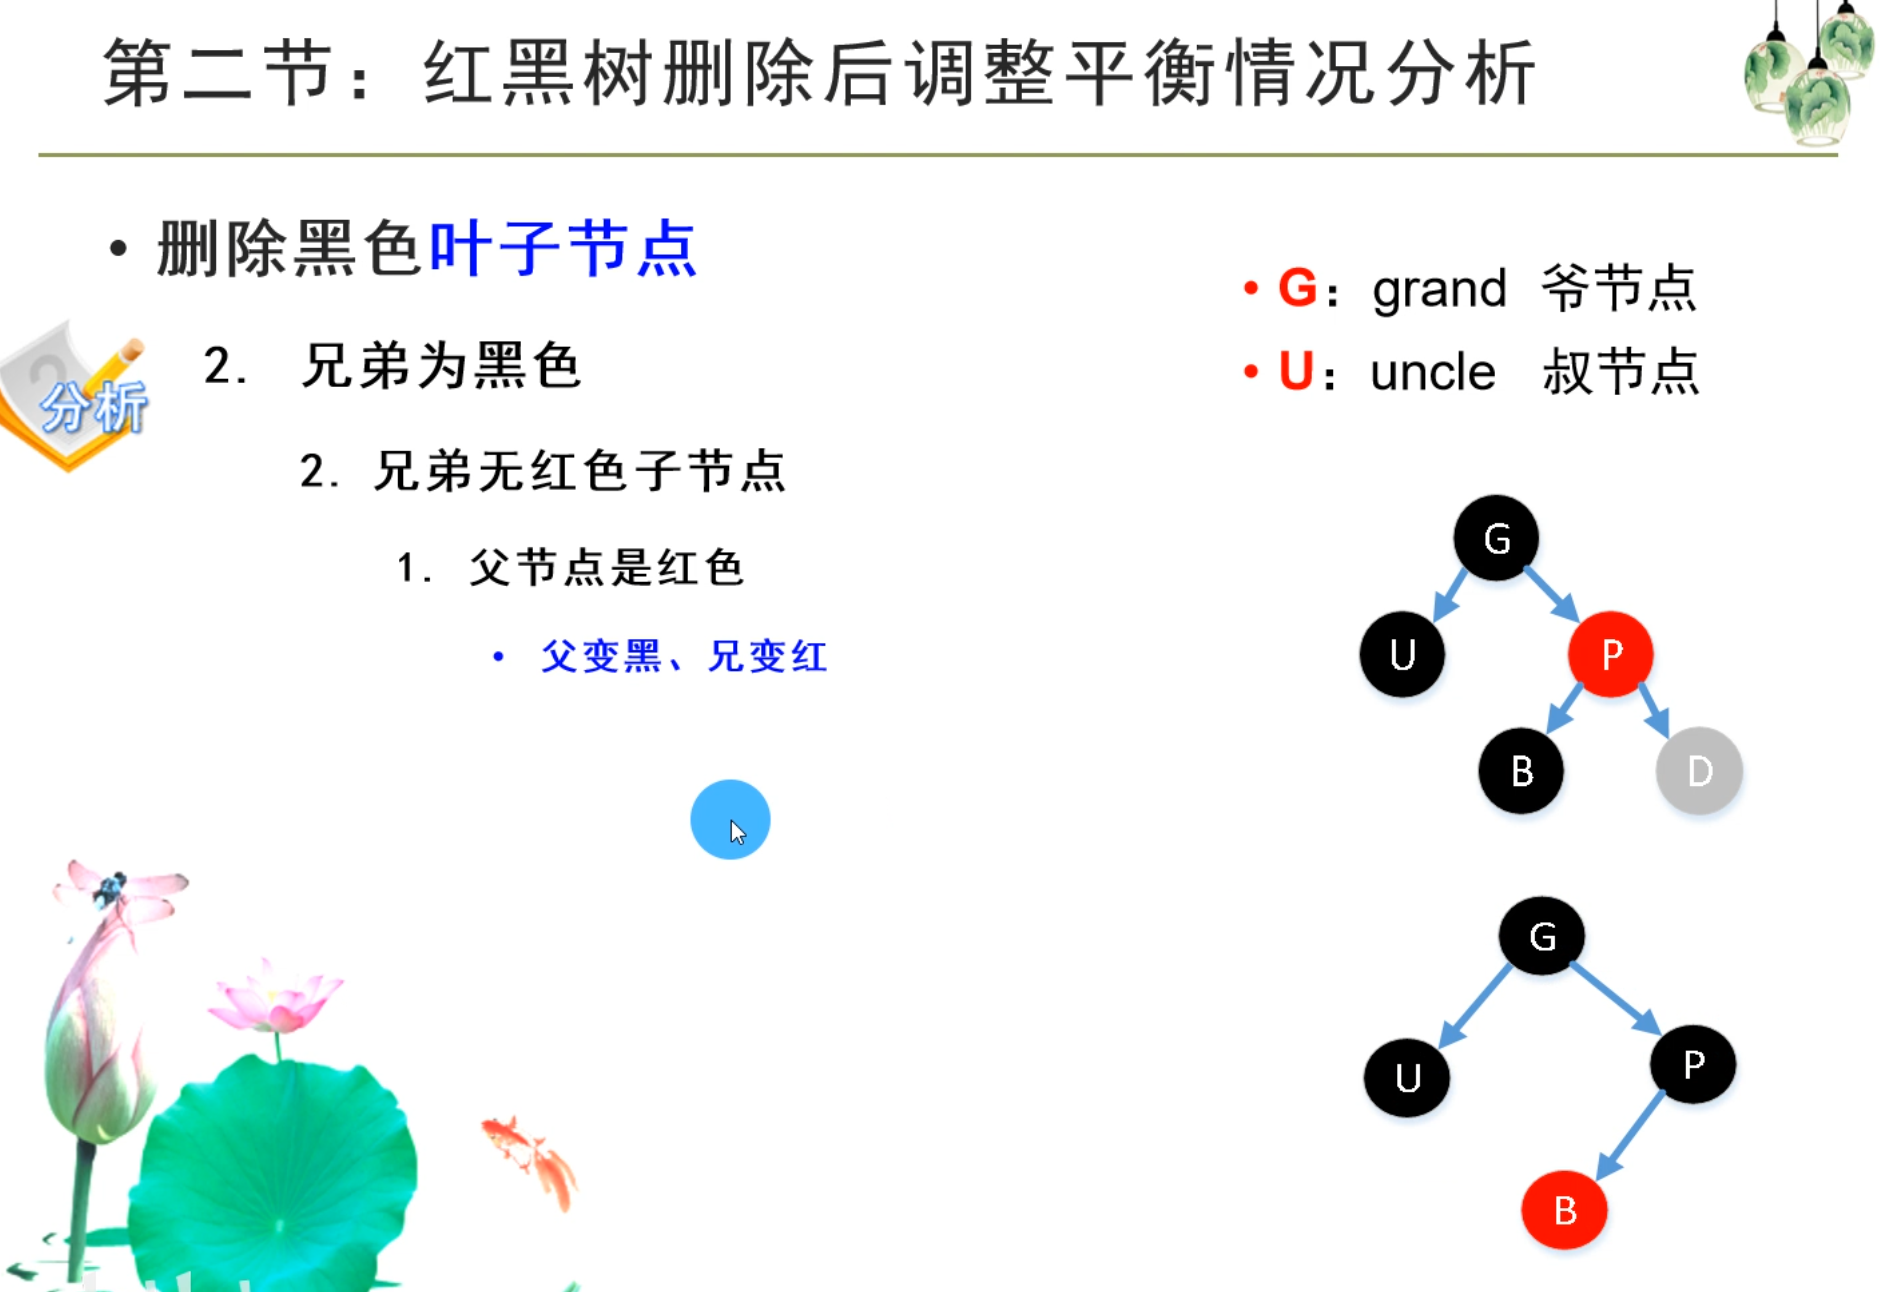 第二节：红黑树删除后调整平衡情况分析
• 删除黑色叶子节点
分析
2. 兄弟为黑色
2. 兄弟无红色子节点
1. 父节点是红色
• 父变黑、兄变红
• G：grand 爷节点
• U：uncle 叔节点
G
U P
B D
G
U P
B